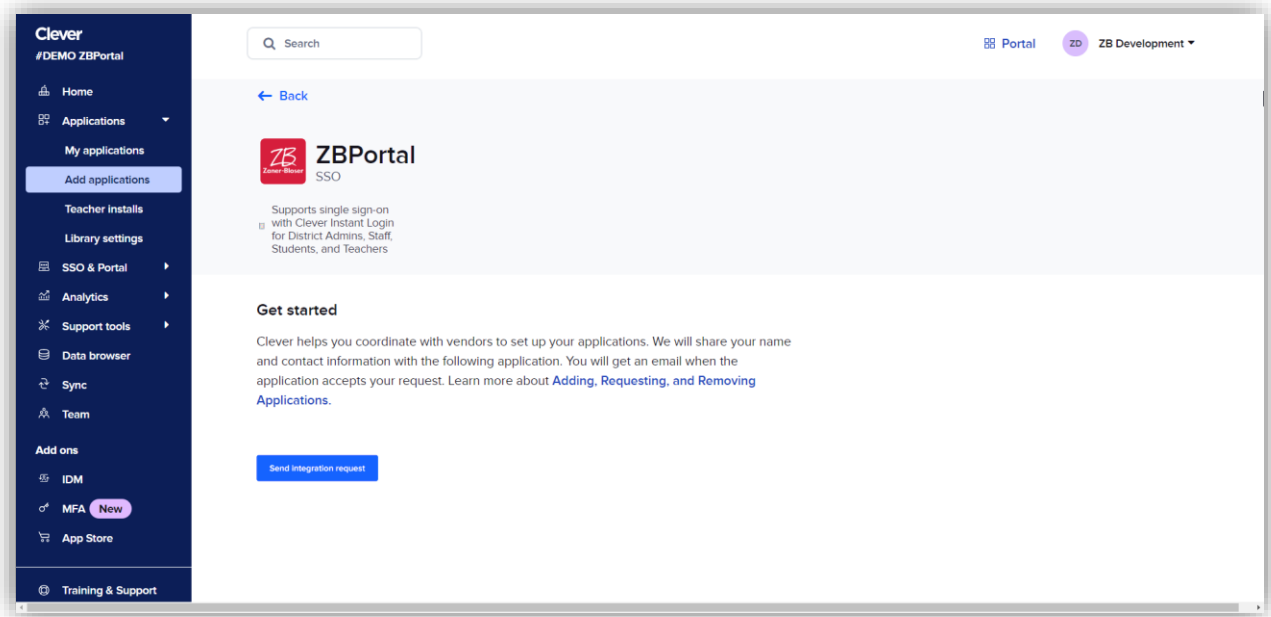 Clever
#DEMO ZBPortal
Home
Applications
My applications
Add applications
Teacher installs
Library settings
SSO & Portal
Analytics
Support tools
Data browser
Sync
Team
Add ons
IDM
MFA New
App Store
Training & Support
Search
Portal
ZD
ZB Development
Back
ZB
Zaner-Bloser
ZBPortal
SSO
Supports single sign-on
with Clever Instant Login
for District Admins, Staff,
Students, and Teachers
Get started
Clever helps you coordinate with vendors to set up your applications. We will share your name
and contact information with the following application. You will get an email when the
application accepts your request. Learn more about Adding, Requesting, and Removing
Applications.
Send integration request